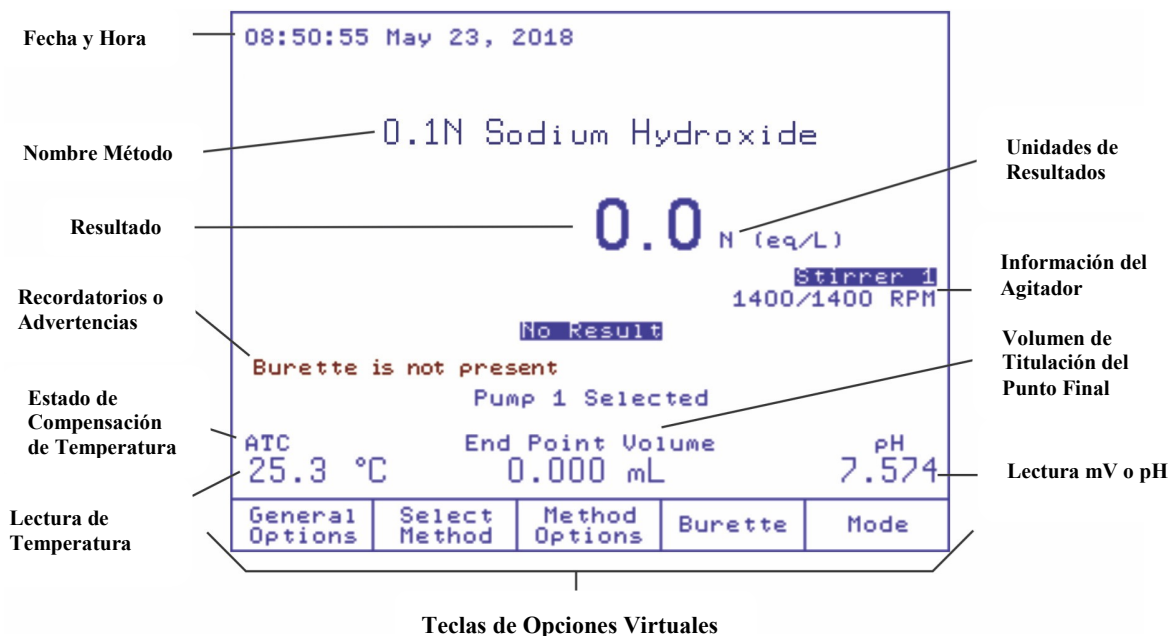 Fecha y Hora
08:50:55 May 23, 2018
Nombre Método
0.1N Sodium Hydroxide
Unidades de
Resultados
Resultado
0.0 N (eq/L)
Stirrer 1
1400/1400 RPM
Información del
Agitador
Recordatorios o
Advertencias
No Result
Burette is not present
Pump 1 Selected
Volumen de
Titulación del
Punto Final
Estado de
Compensación
de Temperatura
ATC
25.3 °C
End Point Volume
0.000 mL
pH
7.574
Lectura mV o pH
Lectura de
Temperatura
General
Options
Select
Method
Method
Options
Burette
Mode
Teclas de Opciones Virtuales